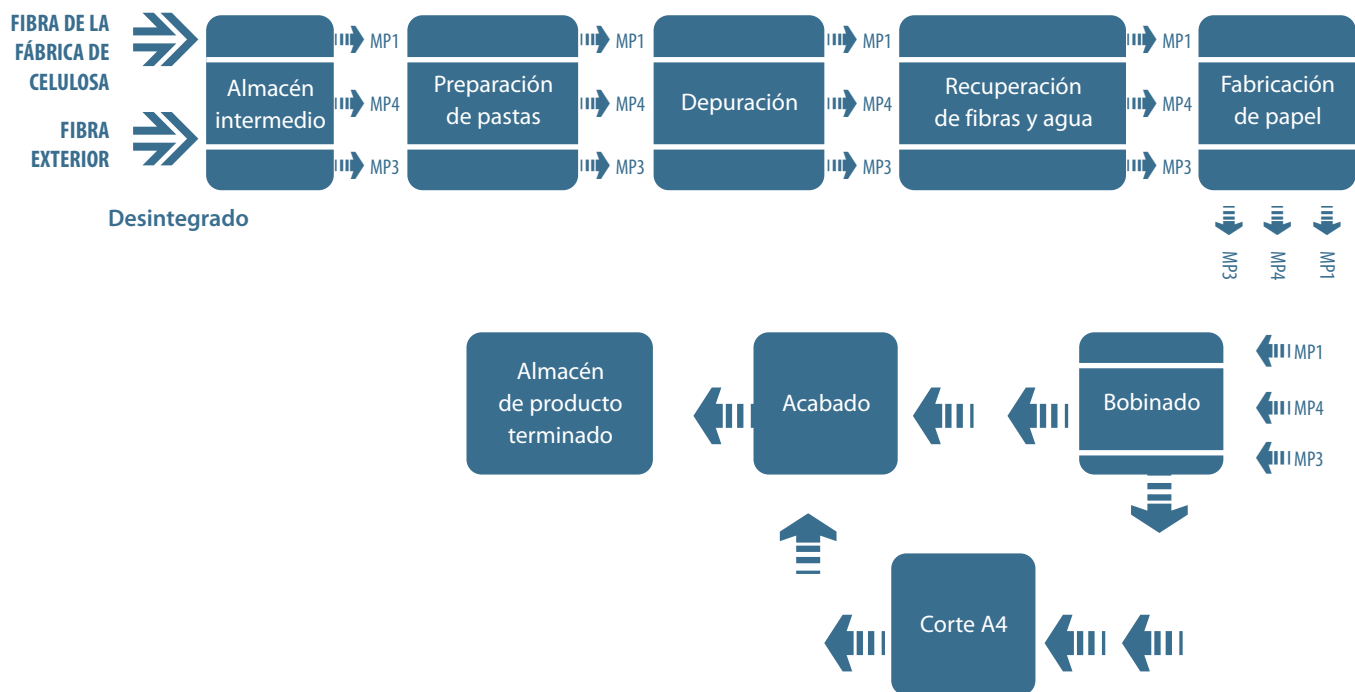 FIBRA DE LA
FÁBRICA DE
CELULOSA
FIBRA
EXTERIOR
Desintegrado
Almacén
intermedio
MP1
MP4
MP3
Preparación
de pastas
MP1
MP4
MP3
Depuración
MP1
MP4
MP3
Recuperación
de fibras y agua
MP1
MP4
MP3
Fabricación
de papel
MP3
MP4
MP1
MP1
MP4
MP3
Bobinado
Acabado
Almacén
de producto
terminado
Corte A4